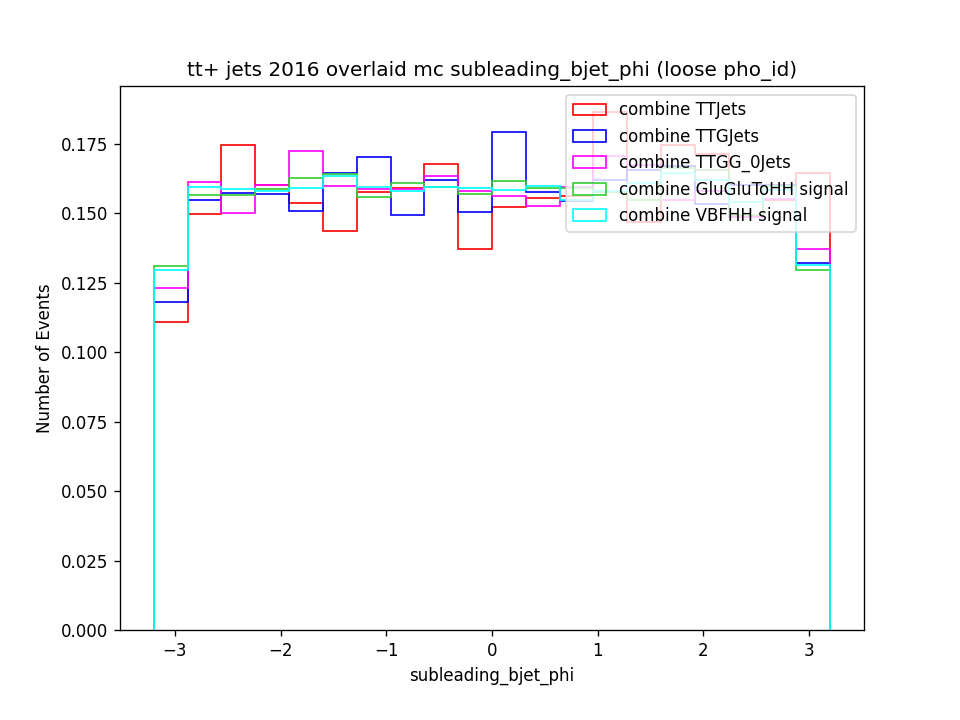 tt+ jets 2016 overlaid mc subleading_bjet_phi (loose pho_id)
combine TTJets
combine TTGJets
combine TTGG_0Jets
combine GluGluToHH signal
combine VBFHH signal
0.175
0.150
0.125
0.100
0.075
0.050
0.025
0.000
Number of Events
−3 −2 −1 0 1 2 3
subleading_bjet_phi